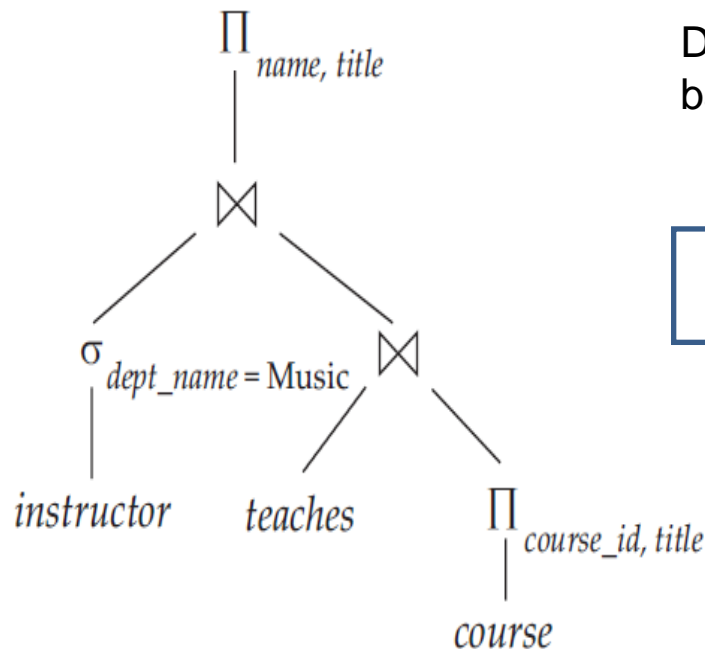 ∏ name, title
⋈
σ dept_name = Music
⋈
instructor
teaches
∏ course_id, title
course